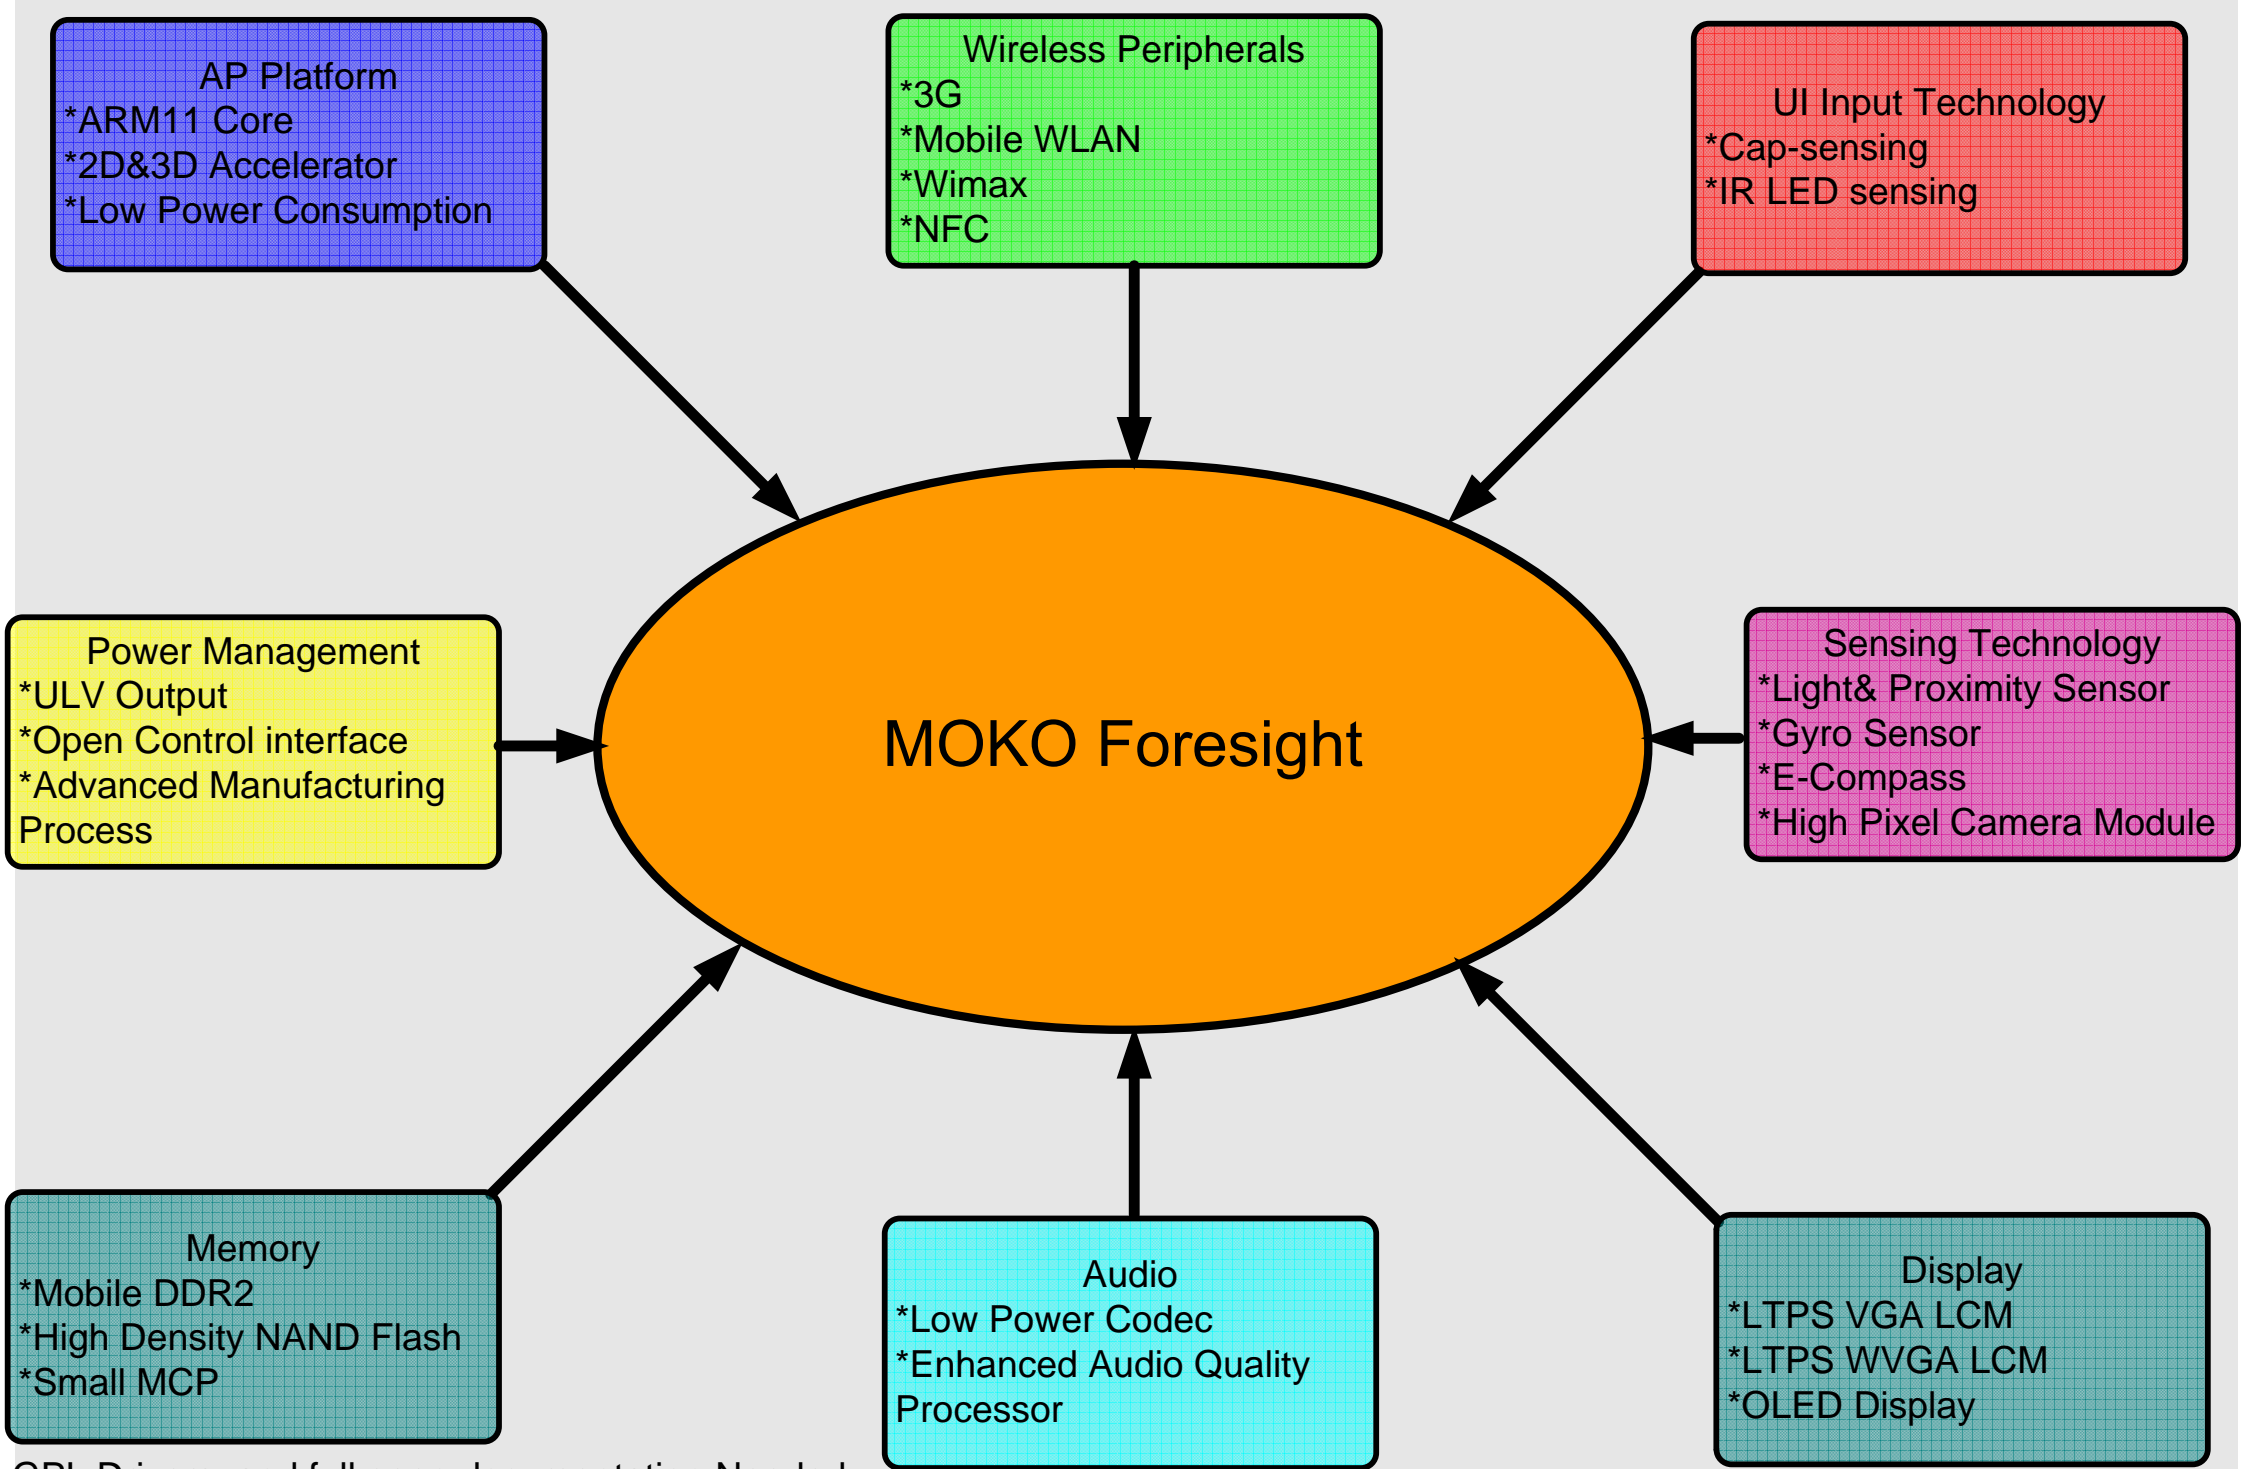 AP Platform
*ARM11 Core
*2D&3D Accelerator
*Low Power Consumption
Wireless Peripherals
*3G
*Mobile WLAN
*Wimax
*NFC
UI Input Technology
*Cap-sensing
*IR LED sensing
Power Management
*ULV Output
*Open Control interface
*Advanced Manufacturing
Process
MOKO Foresight
Sensing Technology
*Light& Proximity Sensor
*Gyro Sensor
*E-Compass
*High Pixel Camera Module
Memory
*Mobile DDR2
*High Density NAND Flash
*Small MCP
Audio
*Low Power Codec
*Enhanced Audio Quality
Processor
Display
*LTPS VGA LCM
*LTPS WVGA LCM
*OLED Display